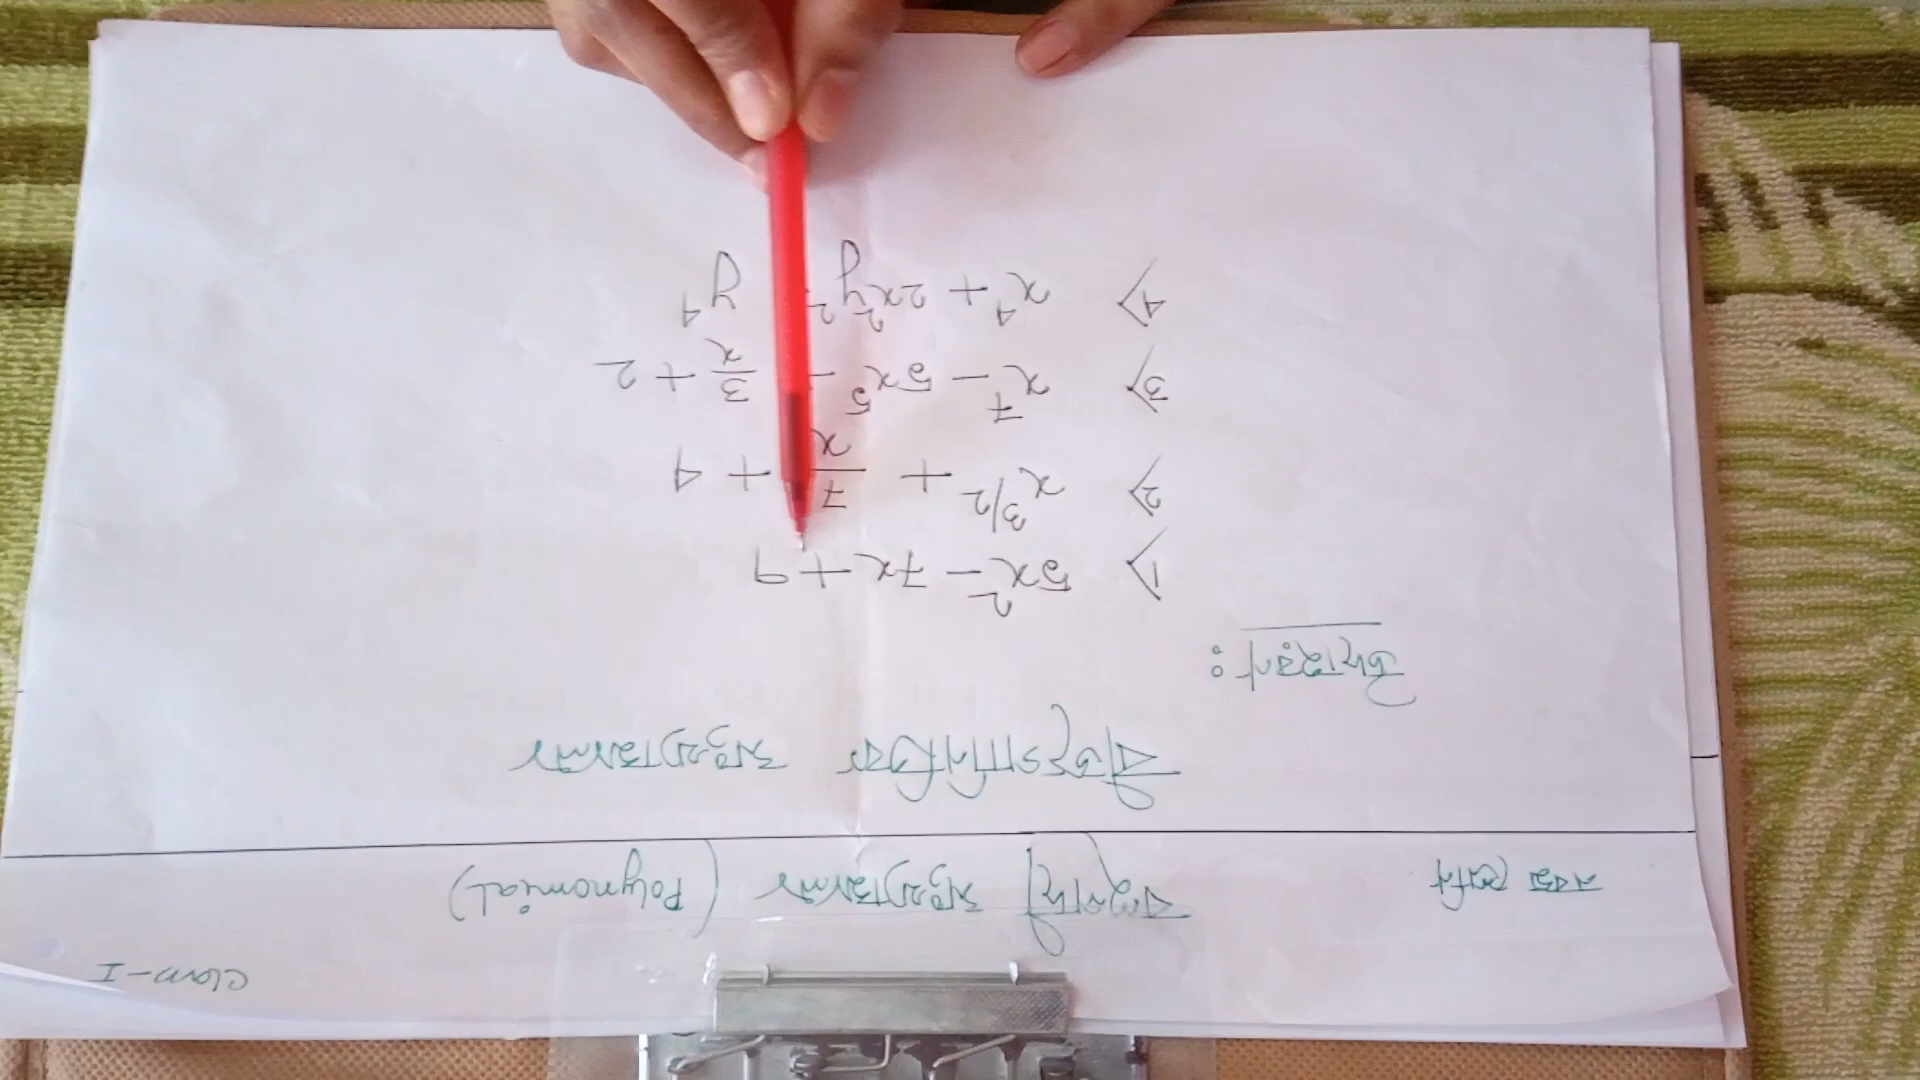 Class-I
নবম শ্রেণি বহুপদী সংখ্যামালা (Polynomial)
বীজগাণিতিক সংখ্যামালা
উদাহরণ:
1) 5x² - 7x + 9
2) x^3/2 + 7/x + 4
3) x⁷ - 5x⁵ - 3/x + 2
4) x⁴ + 2x²y² y⁴